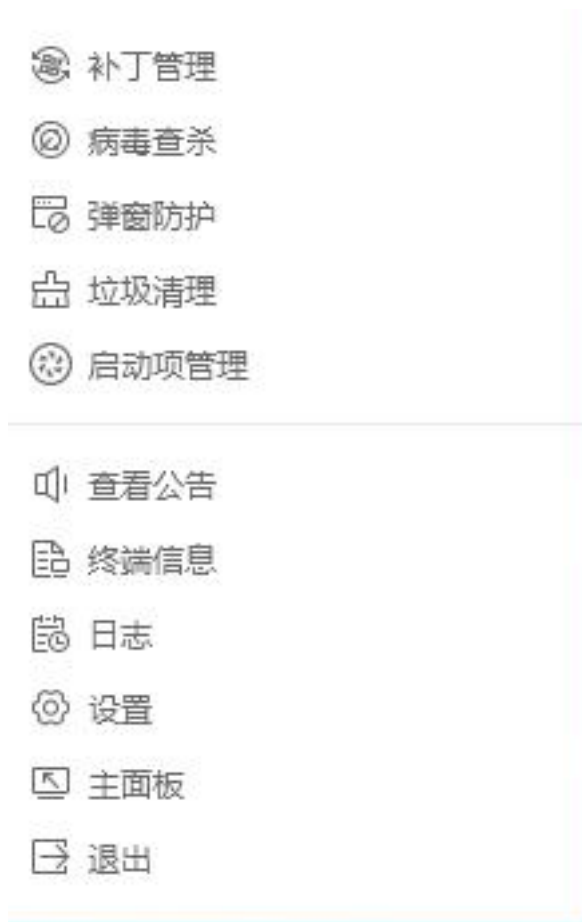 补丁管理
病毒查杀
弹窗防护
垃圾清理
启动项管理
查看公告
终端信息
日志
设置
主面板
退出